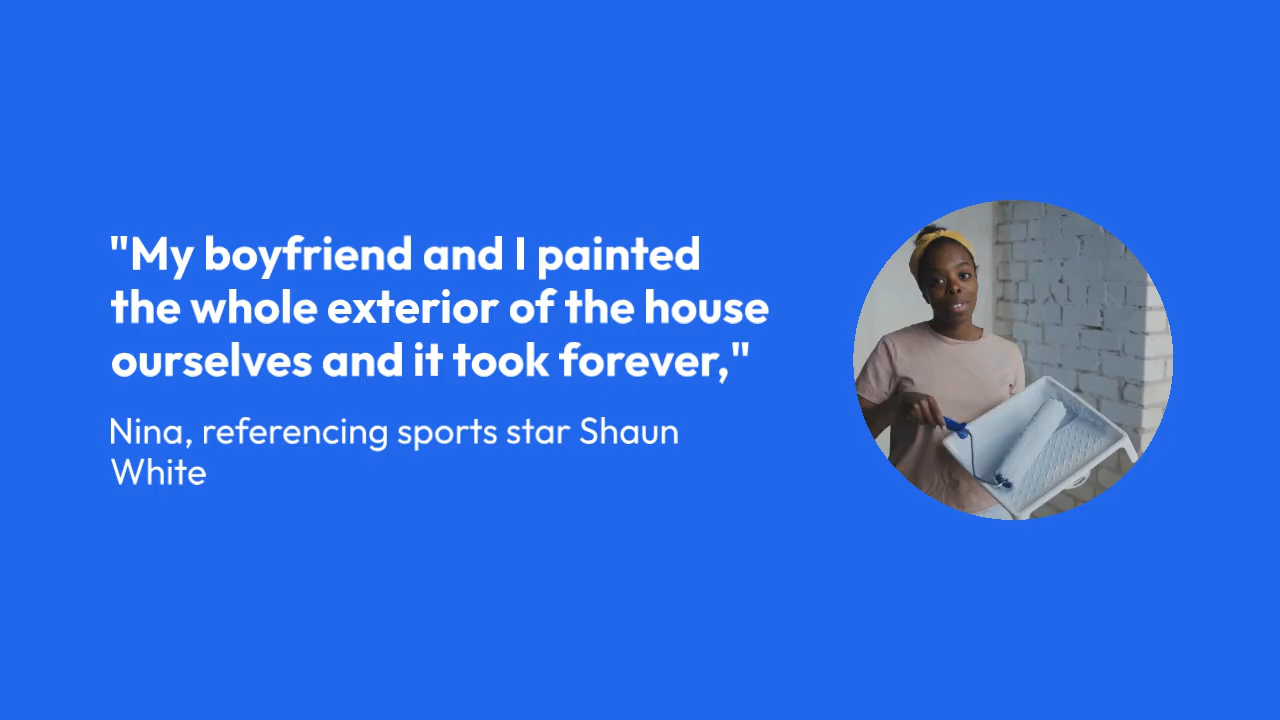 "My boyfriend and I painted
the whole exterior of the house
ourselves and it took forever,"
Nina, referencing sports star Shaun
White